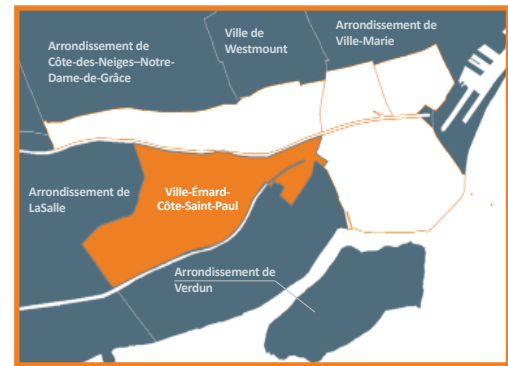 Arrondissement de
Côte-des-Neiges–Notre-
Dame-de-Grâce
Ville de
Westmount
Arrondissement de
Ville-Marie
Arrondissement de
LaSalle
Ville-Émard-
Côte-Saint-Paul
Arrondissement de
Verdun